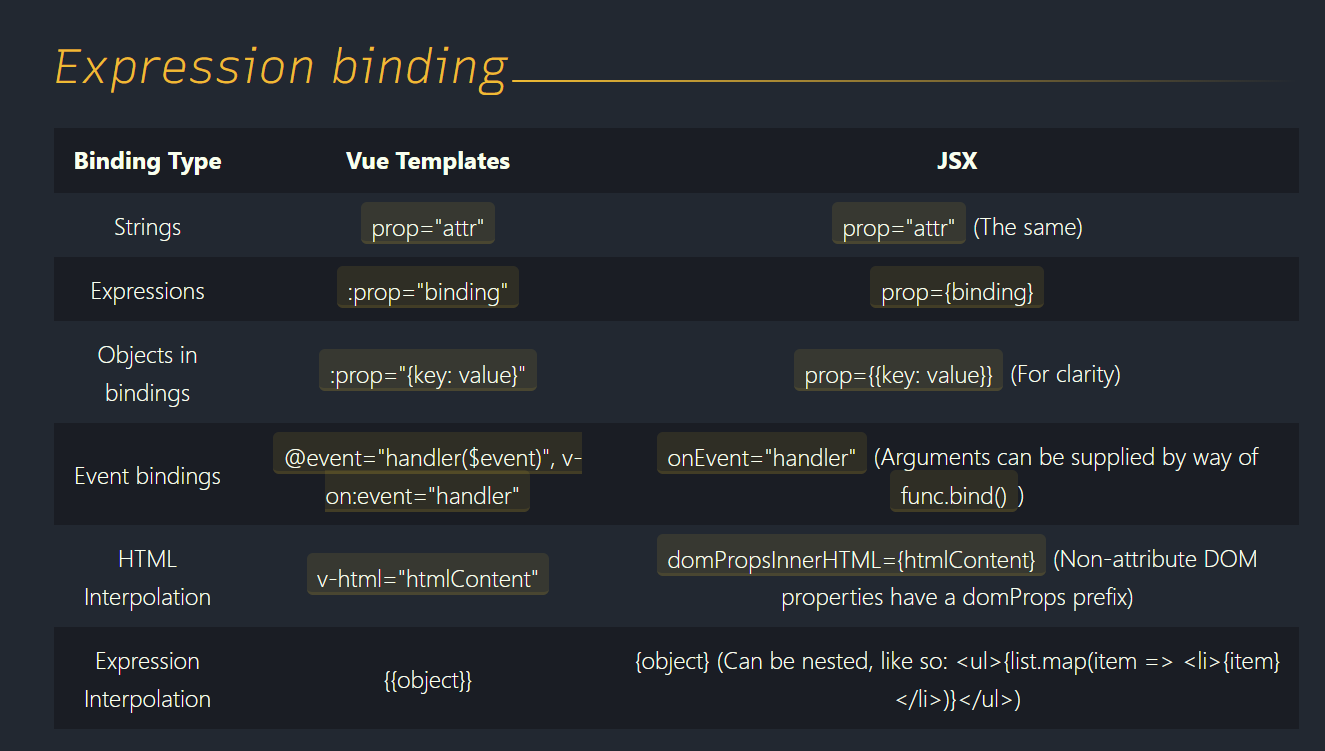 Expression binding
Binding Type Vue Templates JSX
Strings prop="attr" prop="attr" (The same)
Expressions :prop="binding" prop={binding}
Objects in
bindings
:prop="{key: value}" prop={{key: value}} (For clarity)
Event bindings
@event="handler($event)", v-
on:event="handler"
onEvent="handler" (Arguments can be supplied by way of
func.bind() )
HTML
Interpolation
v-html="htmlContent"
domPropsInnerHTML={htmlContent} (Non-attribute DOM
properties have a domProps prefix)
Expression
Interpolation
{{object}}
{object} (Can be nested, like so: <ul>{list.map(item => <li>{item}
</li>)}</ul>)